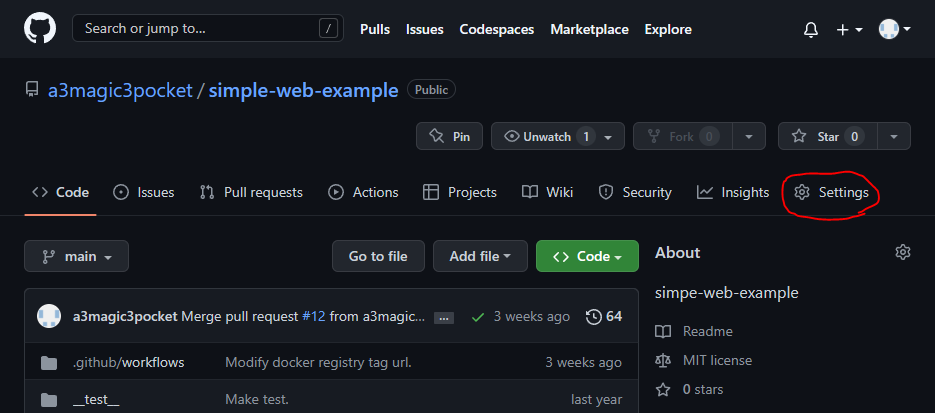 Search or jump to... / Pulls Issues Codespaces Marketplace Explore
a3magic3pocket / simple-web-example Public
Pin Unwatch 1 Fork 0 Star 0
Code Issues Pull requests Actions Projects Wiki Security Insights Settings
main Go to file Add file Code
About
simpe-web-example
Readme
MIT license
0 stars
a3magic3pocket Merge pull request #12 from a3magic... ... 3 weeks ago 64
.github/workflows Modify docker registry tag url. 3 weeks ago
__test__ Make test. last year